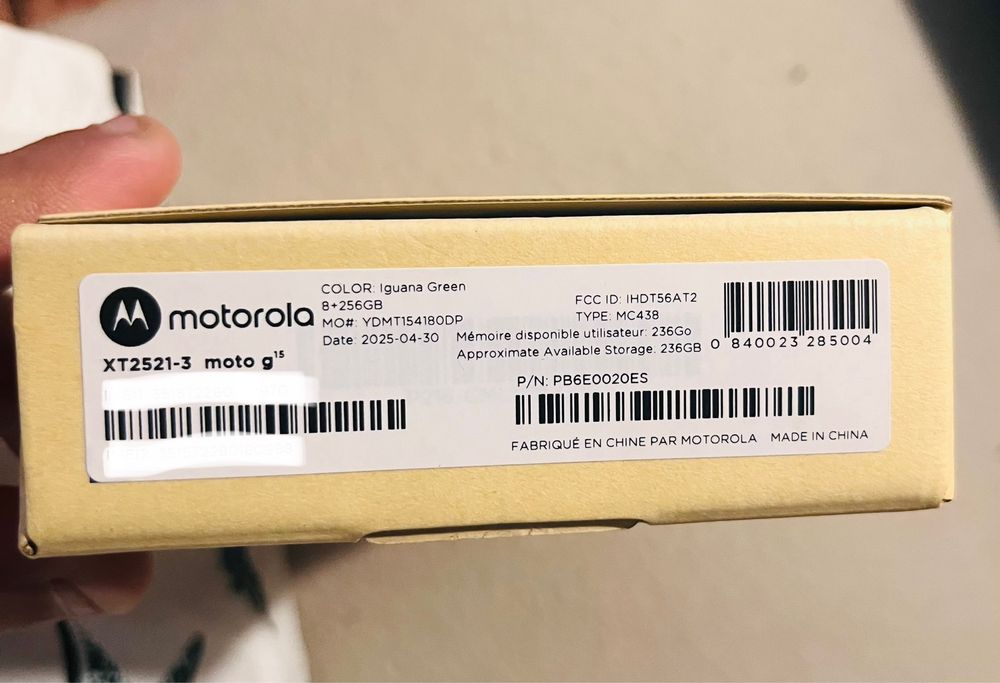 motorola
XT2521-3 moto g¹⁵
COLOR: Iguana Green
8+256GB
MO#: YDMT154180DP
Date: 2025-04-30
FCC ID: IHDT56AT2
TYPE: MC438
Mémoire disponible utilisateur: 236Go
Approximate Available Storage: 236GB
0 840023 285004
P/N: PB6E0020ES
FABRIQUÉ EN CHINE PAR MOTOROLA MADE IN CHINA